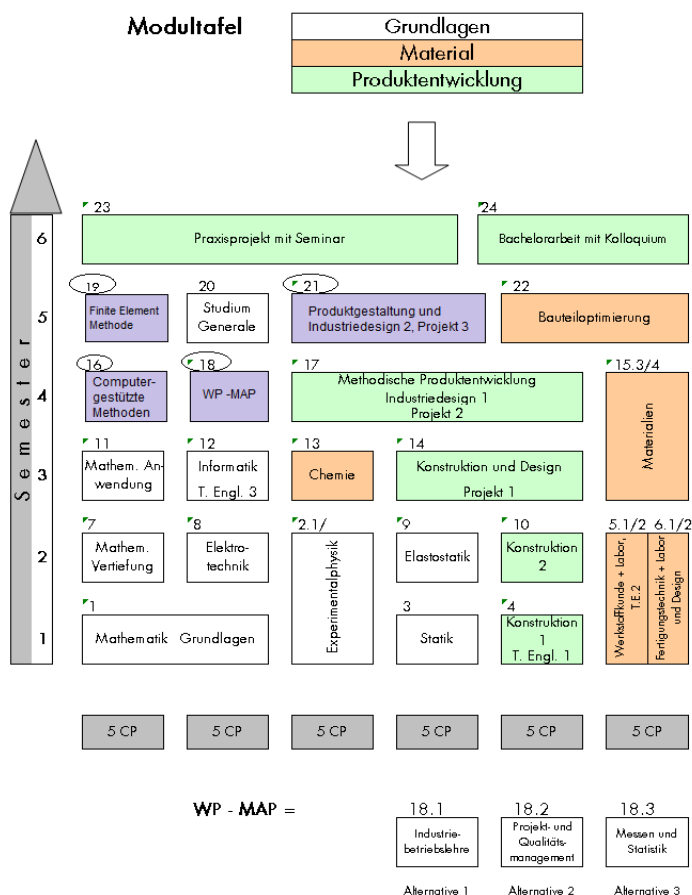 Modultafel
Grundlagen
Material
Produktentwicklung
23
24
6
Praxisprojekt mit Seminar
Bachelorarbeit mit Kolloquium
19
20
21
22
5
Finite Element
Methode
Studium
Generale
Produktgestaltung und
Industriedesign 2, Projekt 3
Bauteiloptimierung
16
18
17
15.3/4
4
Computer-
gestützte
Methoden
WP -MAP
Methodische Produktentwicklung
Industriedesign 1
Projekt 2
Materialien
11
12
13
14
3
Mathem. An-
wendung
Informatik
T. Engl. 3
Chemie
Konstruktion und Design
Projekt 1
7
8
2.1/
9
10
5.1/2
6.1/2
2
Mathem.
Vertiefung
Elektro-
technik
Experimentalphysik
Elastostatik
Konstruktion
2
Werkstoffkunde + Labor,
T.E.2
Fertigungstechnik + Labor
und Design
1
3
4
1
Mathematik Grundlagen
Statik
Konstruktion
1
T. Engl. 1
Semester
5 CP
5 CP
5 CP
5 CP
5 CP
5 CP
WP - MAP =
18.1
18.2
18.3
Industrie-
betriebslehre
Projekt- und
Qualitäts-
management
Messen und
Statistik
Alternative 1
Alternative 2
Alternative 3